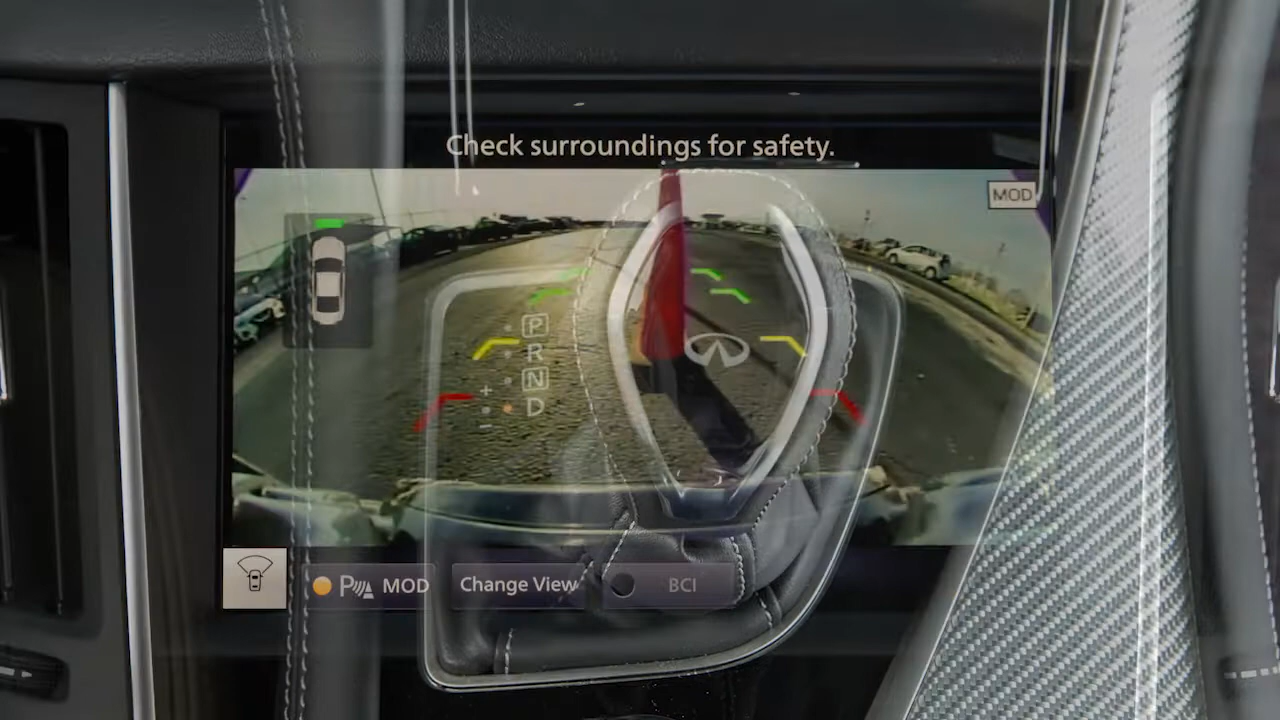 Check surroundings for safety.
MOD
P
R
N
D
+
-
P MOD
Change View
BCI